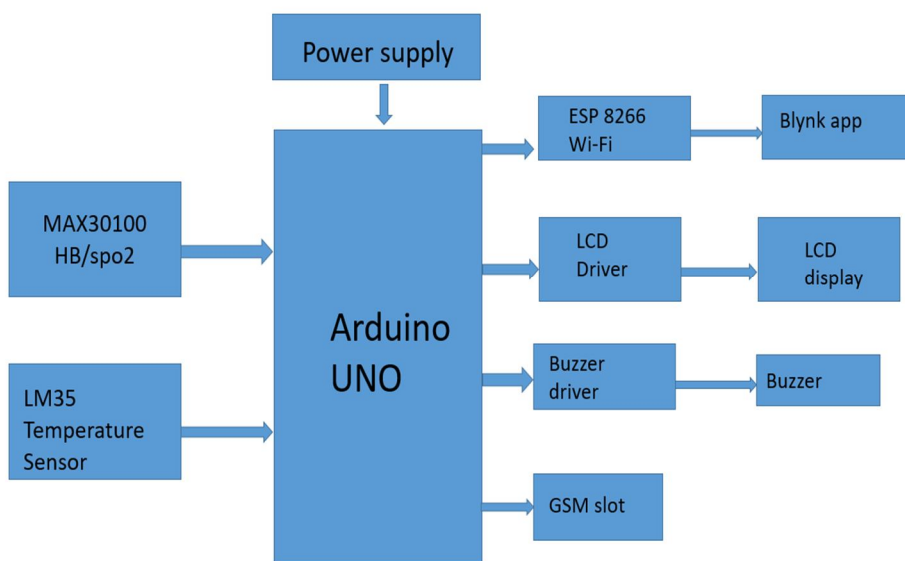 Power supply
ESP 8266
Wi-Fi
Blynk app
MAX30100
HB/spo2
LCD
Driver
LCD
display
Arduino
UNO
Buzzer
driver
Buzzer
LM35
Temperature
Sensor
GSM slot